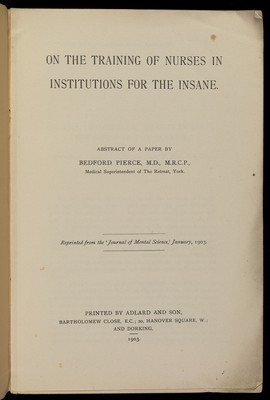 ON THE TRAINING OF NURSES IN
INSTITUTIONS FOR THE INSANE.
ABSTRACT OF A PAPER BY
BEDFORD PIERCE, M.D., M.R.C.P.,
Medical Superintendent of The Retreat, York.
Reprinted from the 'Journal of Mental Science,' January, 1903.
PRINTED BY ADLARD AND SON,
BARTHOLOMEW CLOSE, E.C.; 20, HANOVER SQUARE, W.;
AND DORKING.
1903.